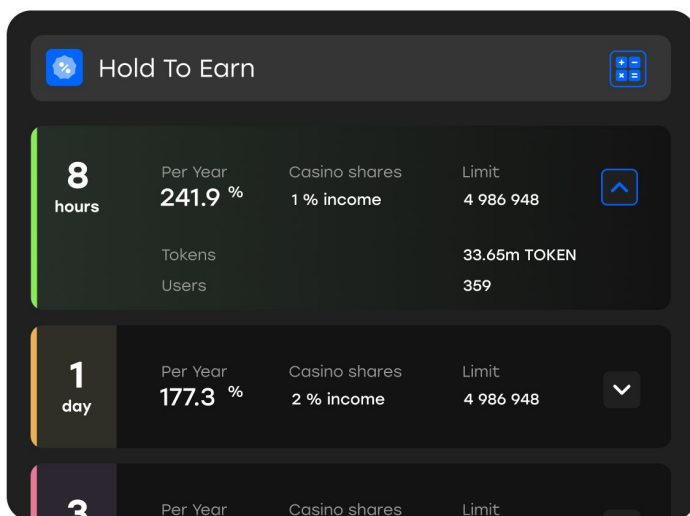 Hold To Earn
8 hours
Per Year
241.9 %
Casino shares
1 % income
Limit
4 986 948
Tokens
33.65m TOKEN
Users
359
1 day
Per Year
177.3 %
Casino shares
2 % income
Limit
4 986 948
3
Per Year
Casino shares
Limit